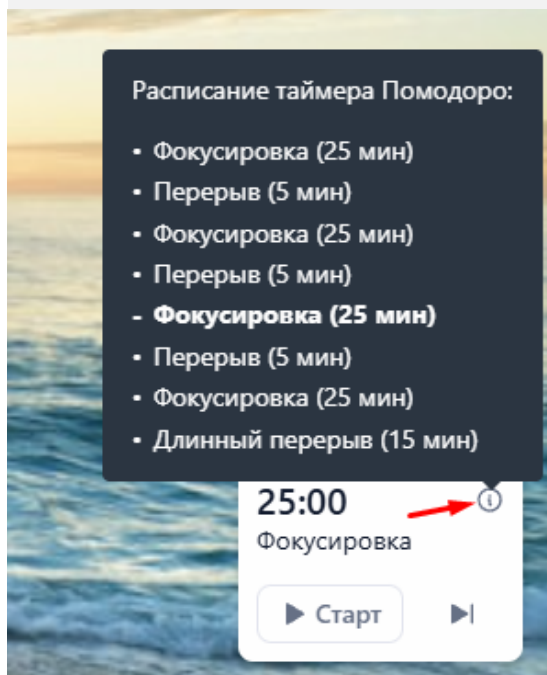 Расписание таймера Помодоро:
• Фокусировка (25 мин)
• Перерыв (5 мин)
• Фокусировка (25 мин)
• Перерыв (5 мин)
- Фокусировка (25 мин)
• Перерыв (5 мин)
• Фокусировка (25 мин)
• Длинный перерыв (15 мин)
25:00
Фокусировка
Старт